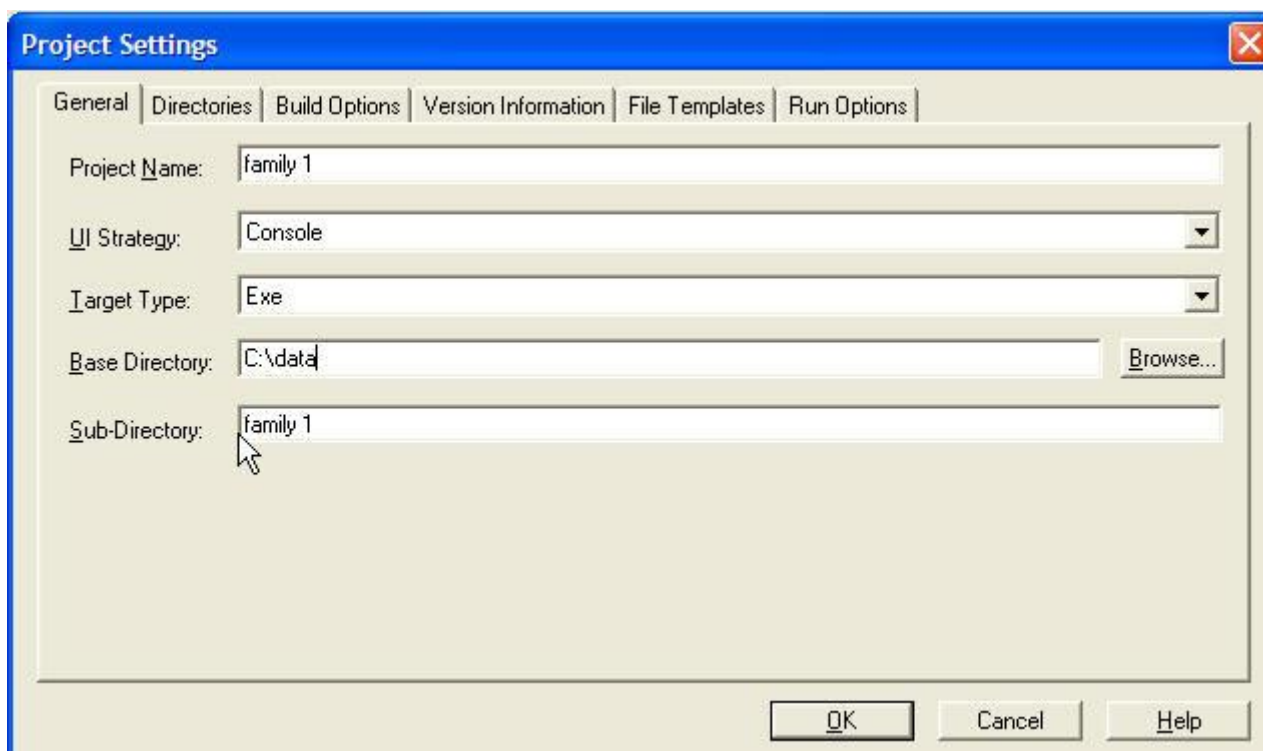 Project Settings
General Directories Build Options Version Information File Templates Run Options
Project Name: family 1
UI Strategy: Console
Target Type: Exe
Base Directory: C:\data Browse...
Sub-Directory: family 1
OK Cancel Help